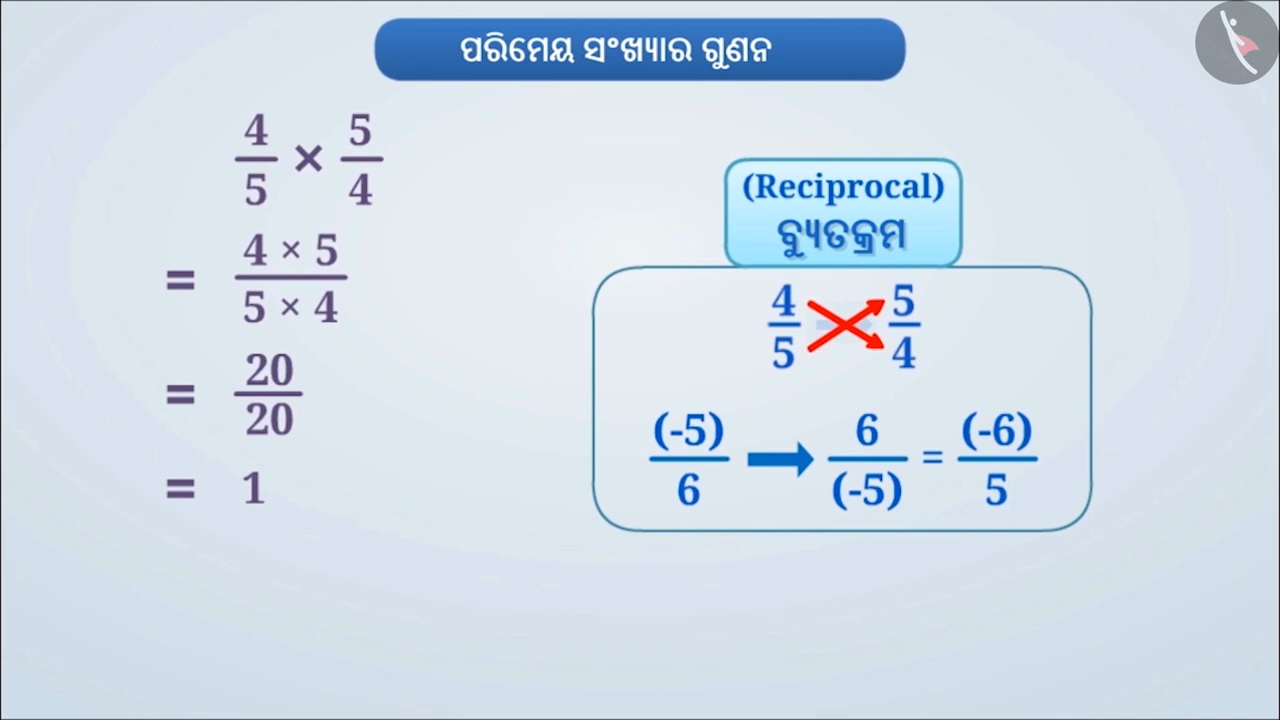 ପରିମେୟ ସଂଖ୍ୟାର ଗୁଣନ
4/5 × 5/4
= (4 × 5)/(5 × 4)
= 20/20
= 1
(Reciprocal)
ବ୍ୟୁତକ୍ରମ
4/5 5/4
(-5)/6 → 6/(-5) = (-6)/5